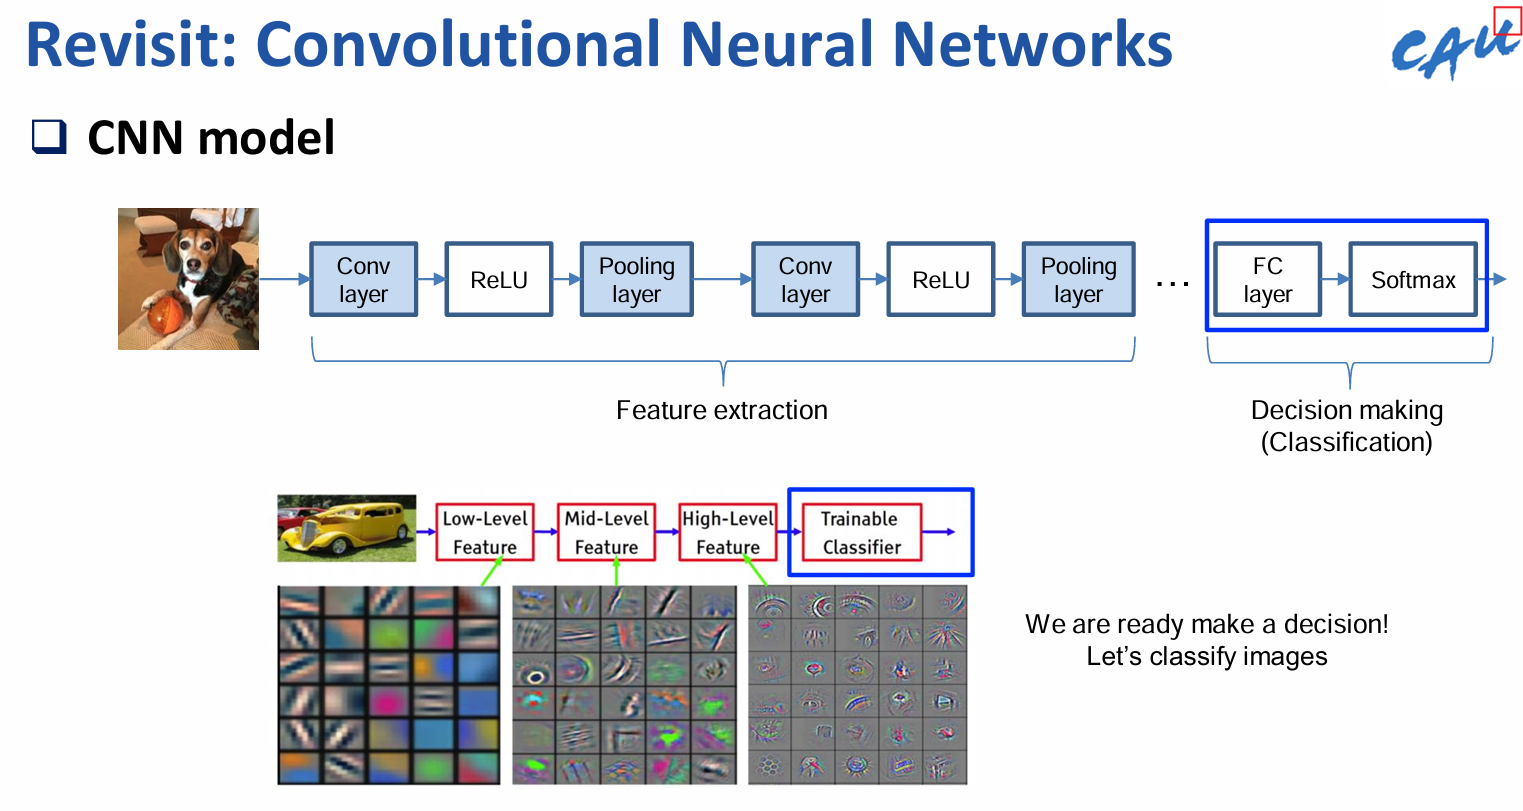 Revisit: Convolutional Neural Networks
CAU
CNN model
Conv
layer
ReLU
Pooling
layer
Conv
layer
ReLU
Pooling
layer
...
FC
layer
Softmax
Feature extraction
Decision making
(Classification)
Low-Level
Feature
Mid-Level
Feature
High-Level
Feature
Trainable
Classifier
We are ready make a decision!
Let's classify images